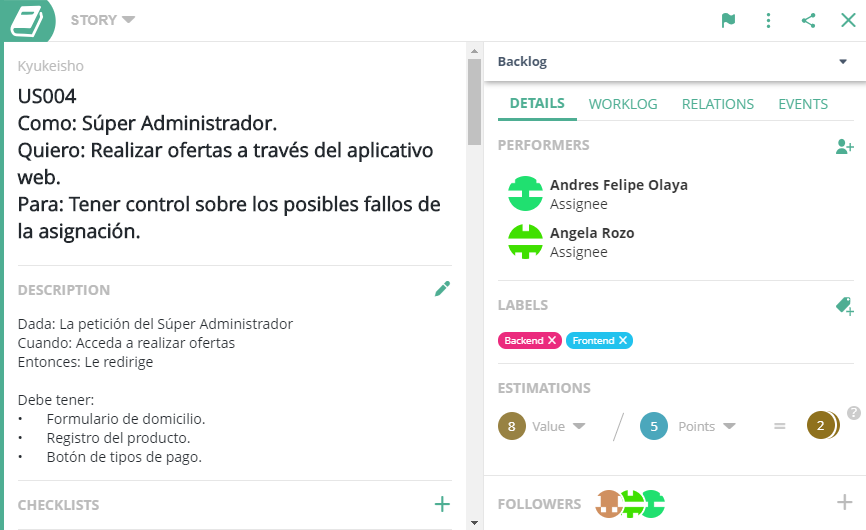 STORY
Kyukeisho
US004
Como: Súper Administrador.
Quiero: Realizar ofertas a través del aplicativo
web.
Para: Tener control sobre los posibles fallos de
la asignación.
DESCRIPTION
Dada: La petición del Súper Administrador
Cuando: Acceda a realizar ofertas
Entonces: Le redirige
Debe tener:
• Formulario de domicilio.
• Registro del producto.
• Botón de tipos de pago.
CHECKLISTS
Backlog
DETAILS WORKLOG RELATIONS EVENTS
PERFORMERS
Andres Felipe Olaya
Assignee
Angela Rozo
Assignee
LABELS
Backend Frontend
ESTIMATIONS
8 Value / 5 Points = 2 ?
FOLLOWERS